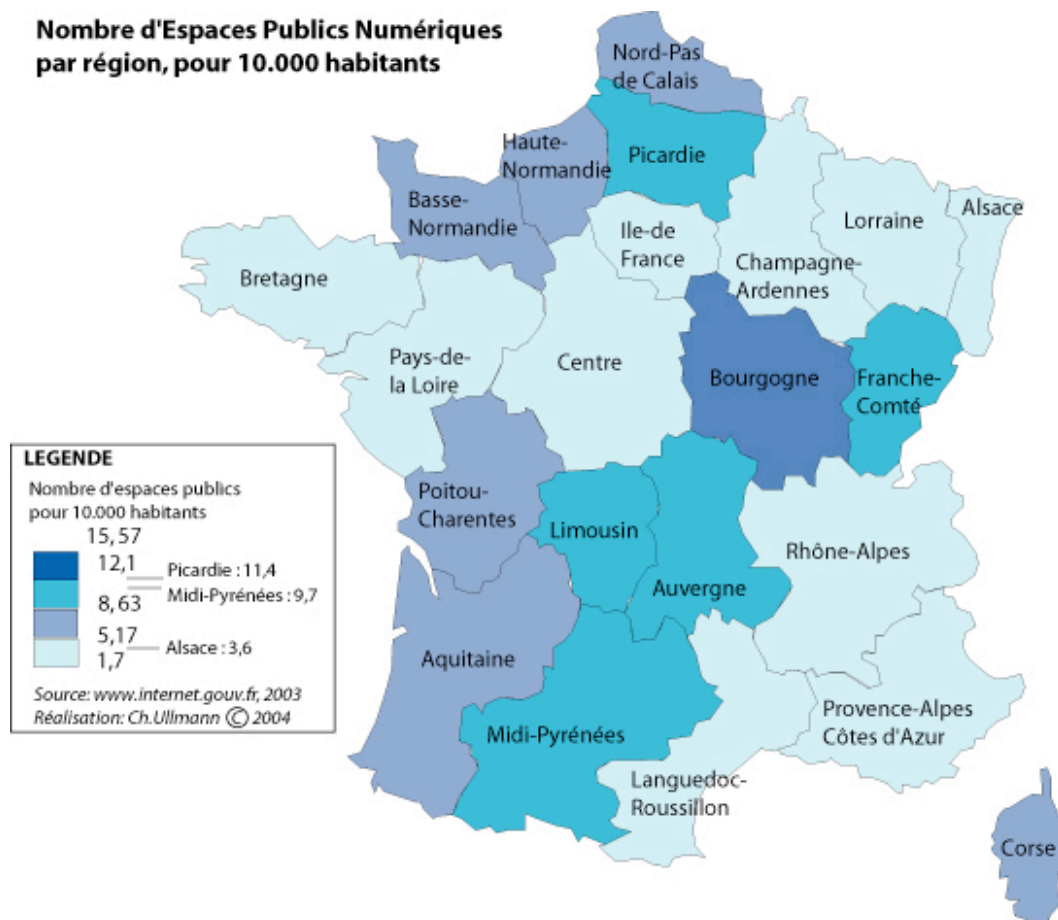 Nombre d'Espaces Publics Numériques
par région, pour 10.000 habitants
Nord-Pas
de Calais
Haute-
Normandie
Picardie
Basse-
Normandie
Ile-de
France
Champagne-
Ardennes
Lorraine
Alsace
Bretagne
Pays-de-
la Loire
Centre
Bourgogne
Franche-
Comté
Poitou-
Charentes
Limousin
Auvergne
Rhône-Alpes
Aquitaine
Midi-Pyrénées
Languedoc-
Roussillon
Provence-Alpes
Côtes d'Azur
Corse
LEGENDE
Nombre d'espaces publics
pour 10.000 habitants
15,57
12,1
Picardie : 11,4
Midi-Pyrénées : 9,7
8,63
5,17
Alsace : 3,6
1,7
Source: www.internet.gouv.fr, 2003
Réalisation: Ch.Ullmann © 2004